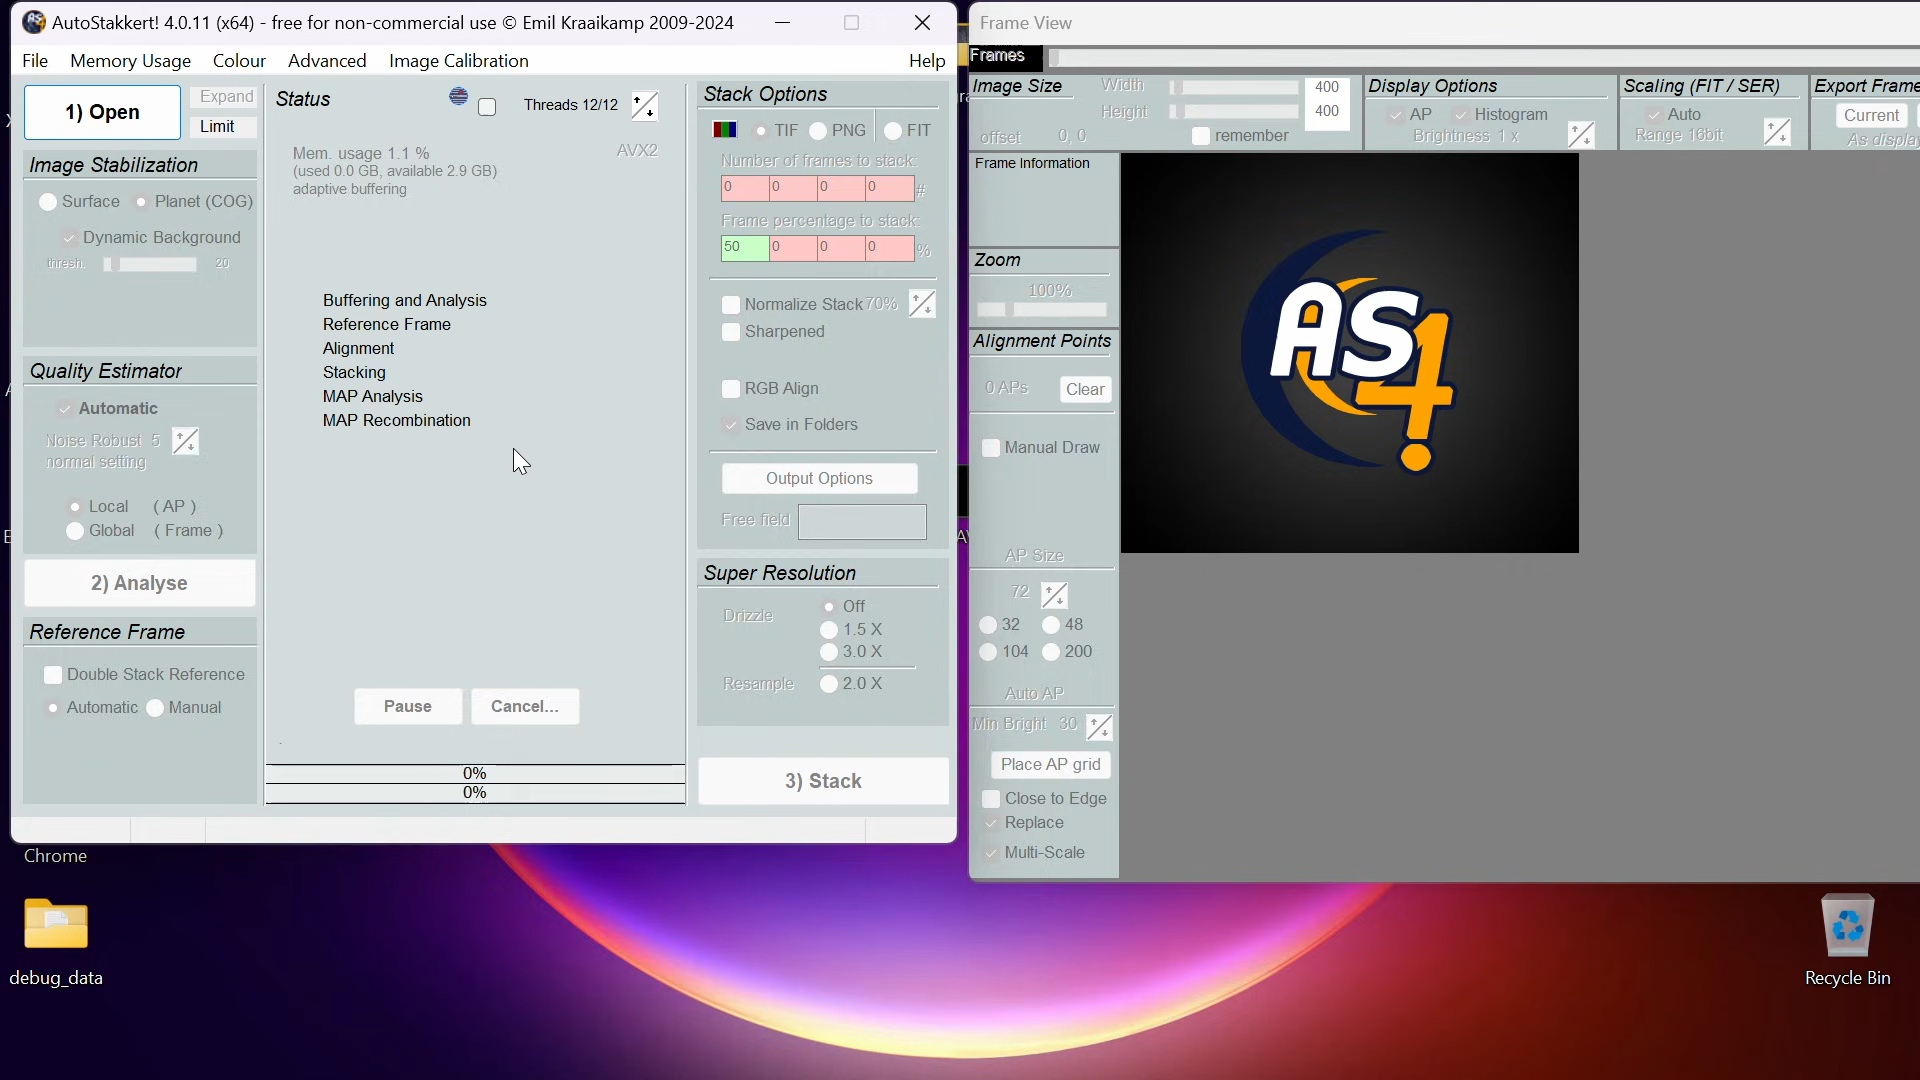 AutoStakkert! 4.0.11 (x64) - free for non-commercial use © Emil Kraaikamp 2009-2024
File Memory Usage Colour Advanced Image Calibration Help
1) Open
Expand
Limit
Image Stabilization
Surface Planet (COG)
Dynamic Background
thresh. 20
Quality Estimator
Automatic
Noise Robust 5
normal setting
Local ( AP )
Global ( Frame )
2) Analyse
Reference Frame
Double Stack Reference
Automatic Manual
Status
Threads 12/12
Mem. usage 1.1 %
(used 0.0 GB, available 2.9 GB)
adaptive buffering
AVX2
Buffering and Analysis
Reference Frame
Alignment
Stacking
MAP Analysis
MAP Recombination
Pause Cancel...
0%
0%
Stack Options
TIF PNG FIT
Number of frames to stack:
0 0 0 0 #
Frame percentage to stack:
50 0 0 0 %
Normalize Stack 70%
Sharpened
RGB Align
Save in Folders
Output Options
Free field
Super Resolution
Drizzle Off
1.5 X
3.0 X
Resample 2.0 X
3) Stack
Frame View
Frames
Image Size Width 400
Height 400
offset 0, 0 remember
Display Options
AP Histogram
Brightness 1 x
Scaling (FIT / SER)
Auto
Range 16bit
Export Frame
Current
As display
Frame Information
Zoom
100%
Alignment Points
0 APs Clear
Manual Draw
AP Size
72
32 48
104 200
Auto AP
Min Bright 30
Place AP grid
Close to Edge
Replace
Multi-Scale
AS4!
Chrome
debug_data
Recycle Bin